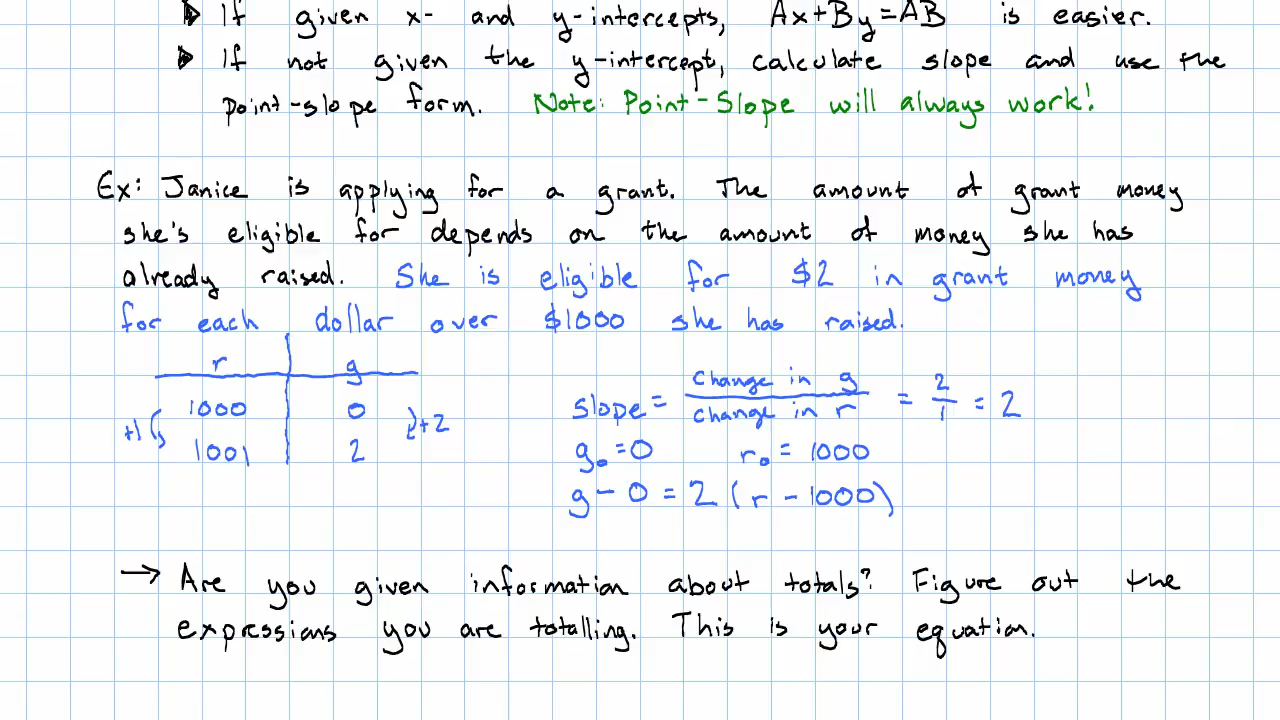 ▶ If given x- and y-intercepts, Ax+By=AB is easier.
▶ If not given the y-intercept, calculate slope and use the
point-slope form. Note: Point-Slope will always work!
Ex: Janice is applying for a grant. The amount of grant money
she's eligible for depends on the amount of money she has
already raised. She is eligible for $2 in grant money
for each dollar over $1000 she has raised.
r g
1000 0
+1 +2
1001 2
slope = change in g / change in r = 2/1 = 2
g₀ = 0 r₀ = 1000
g - 0 = 2 (r - 1000)
→ Are you given information about totals? Figure out the
expressions you are totalling. This is your equation.